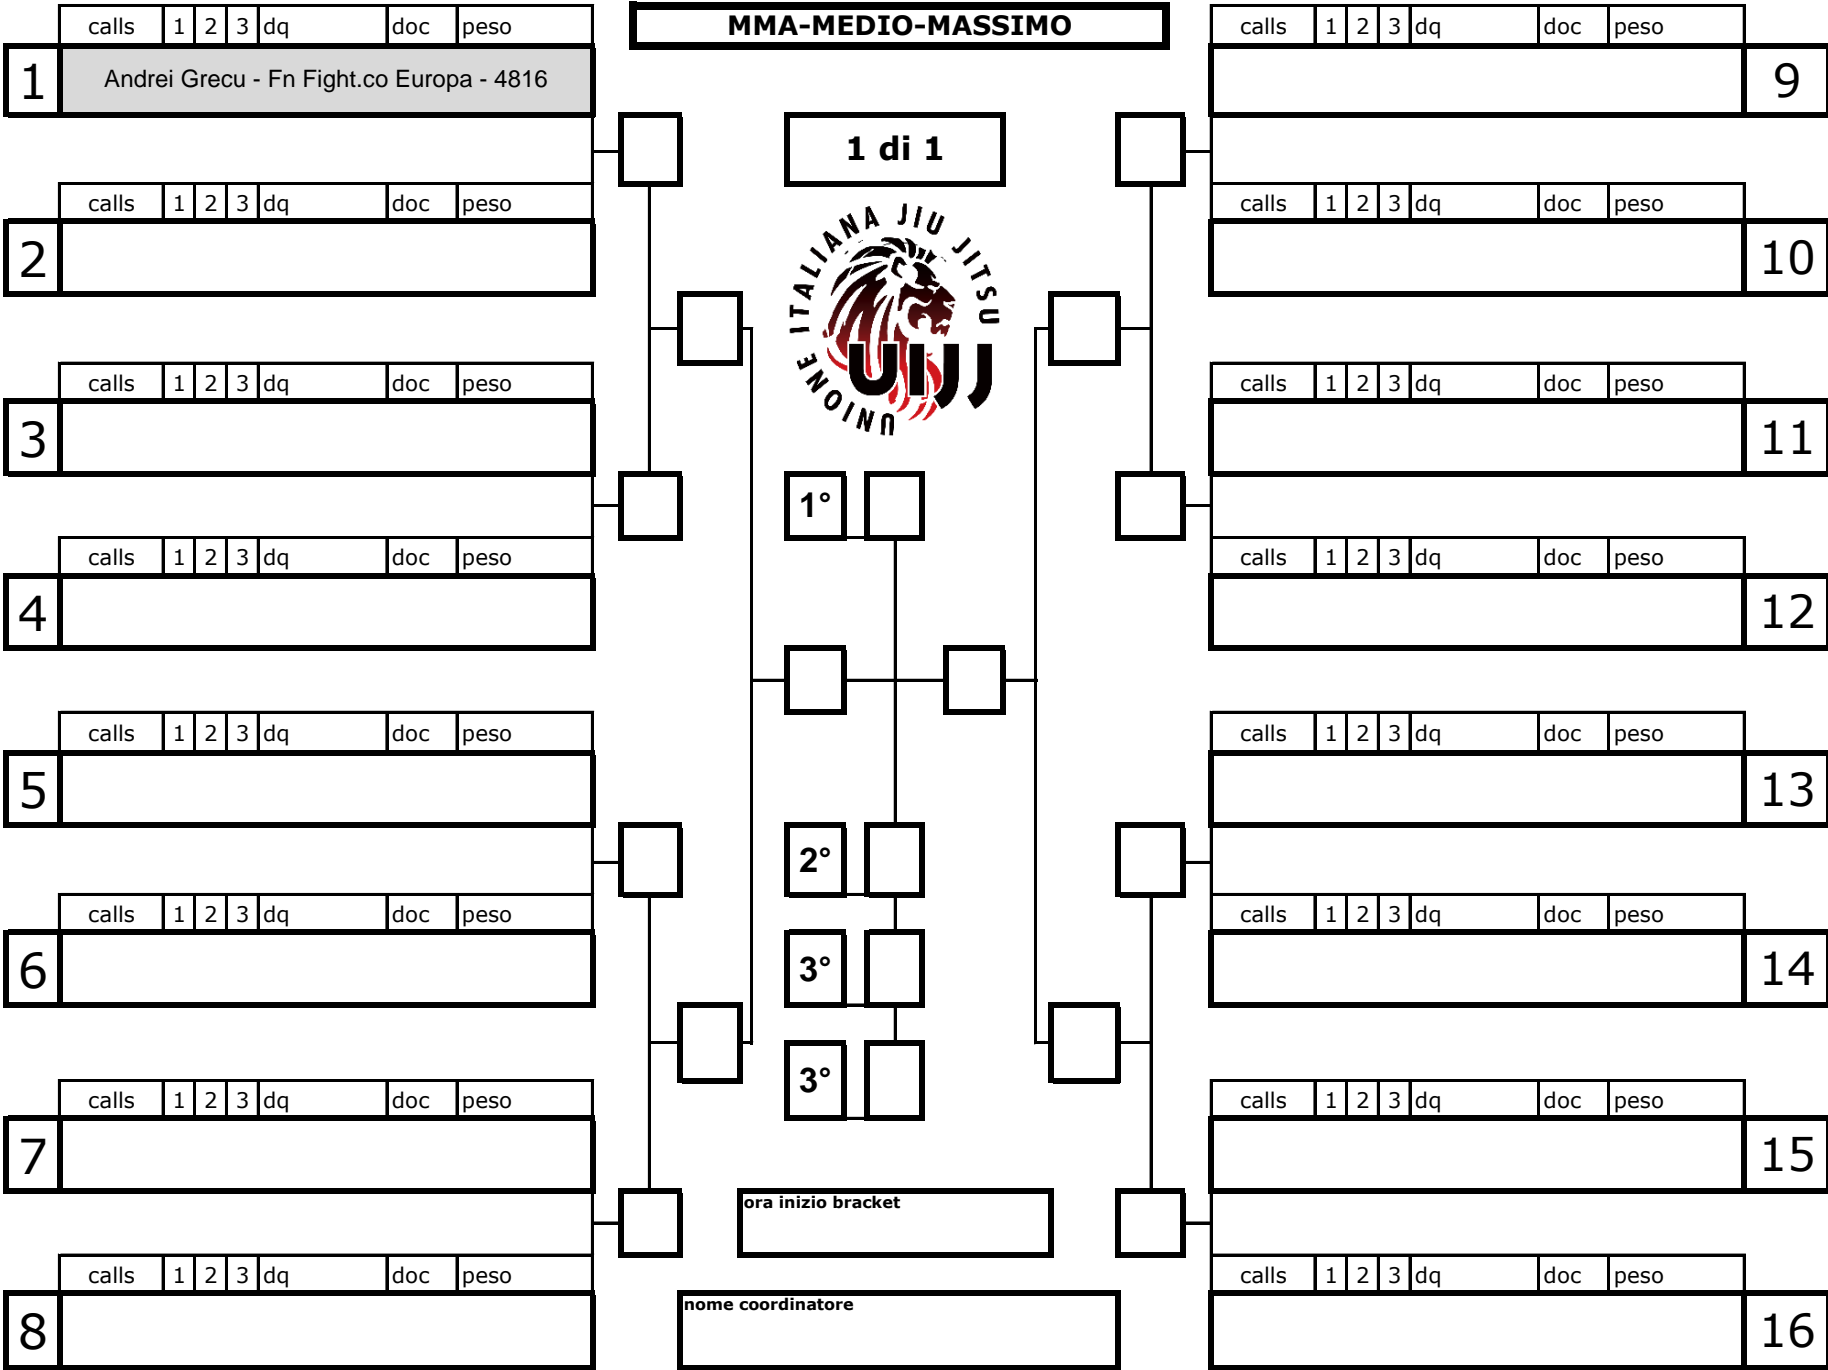 calls 1 2 3 dq doc peso
1 Andrei Grecu - Fn Fight.co Europa - 4816
calls 1 2 3 dq doc peso
2
calls 1 2 3 dq doc peso
3
calls 1 2 3 dq doc peso
4
calls 1 2 3 dq doc peso
5
calls 1 2 3 dq doc peso
6
calls 1 2 3 dq doc peso
7
calls 1 2 3 dq doc peso
8
MMA-MEDIO-MASSIMO
1 di 1
UNIONE ITALIANA JIU JITSU
UIJJ
1°
2°
3°
3°
ora inizio bracket
nome coordinatore
calls 1 2 3 dq doc peso
9
calls 1 2 3 dq doc peso
10
calls 1 2 3 dq doc peso
11
calls 1 2 3 dq doc peso
12
calls 1 2 3 dq doc peso
13
calls 1 2 3 dq doc peso
14
calls 1 2 3 dq doc peso
15
calls 1 2 3 dq doc peso
16